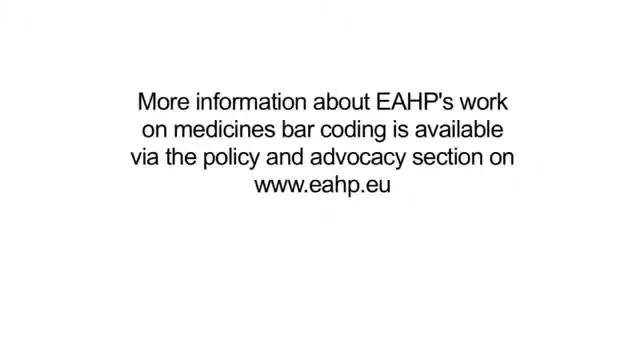 More information about EAHP's work
on medicines bar coding is available
via the policy and advocacy section on
www.eahp.eu